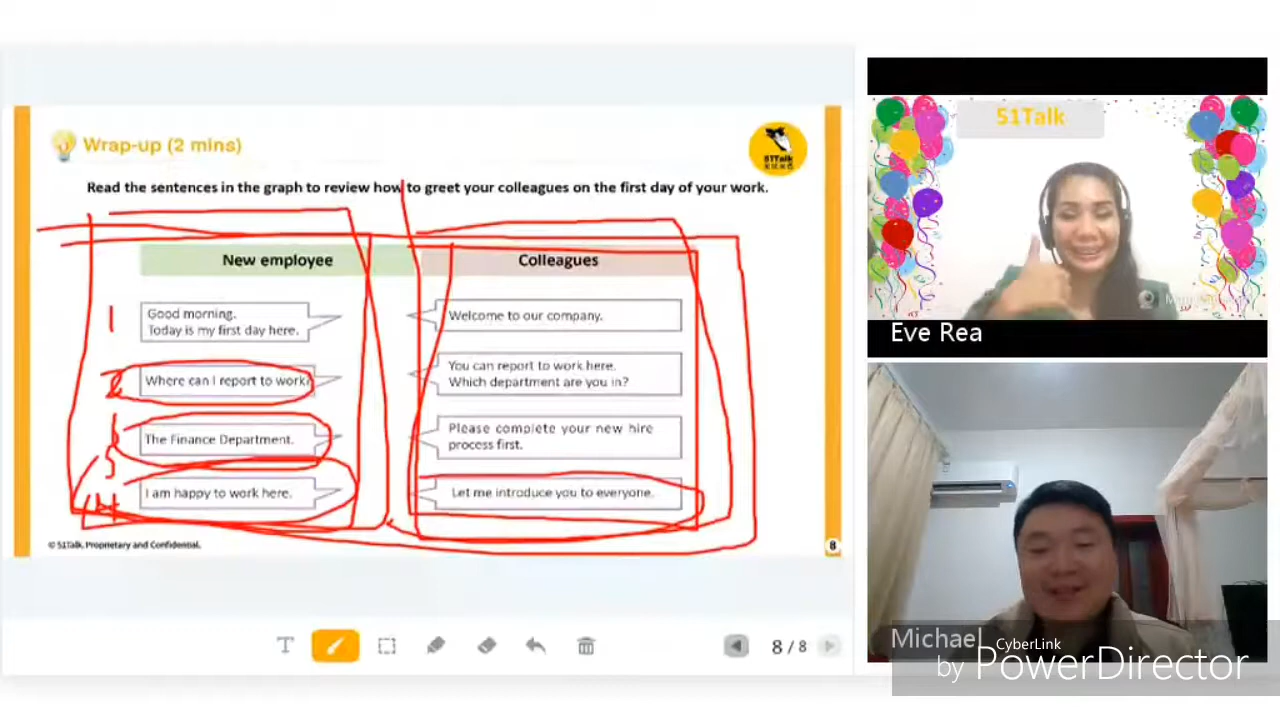 Wrap-up (2 mins)
51Talk
Read the sentences in the graph to review how to greet your colleagues on the first day of your work.
New employee
Colleagues
1
Good morning.
Today is my first day here.
Welcome to our company.
2
Where can I report to work
You can report to work here.
Which department are you in?
The Finance Department.
Please complete your new hire
process first.
I am happy to work here.
Let me introduce you to everyone.
© 51Talk. Proprietary and Confidential.
8
T
8 / 8
51Talk
Eve Rea
Michael
CyberLink
by PowerDirector